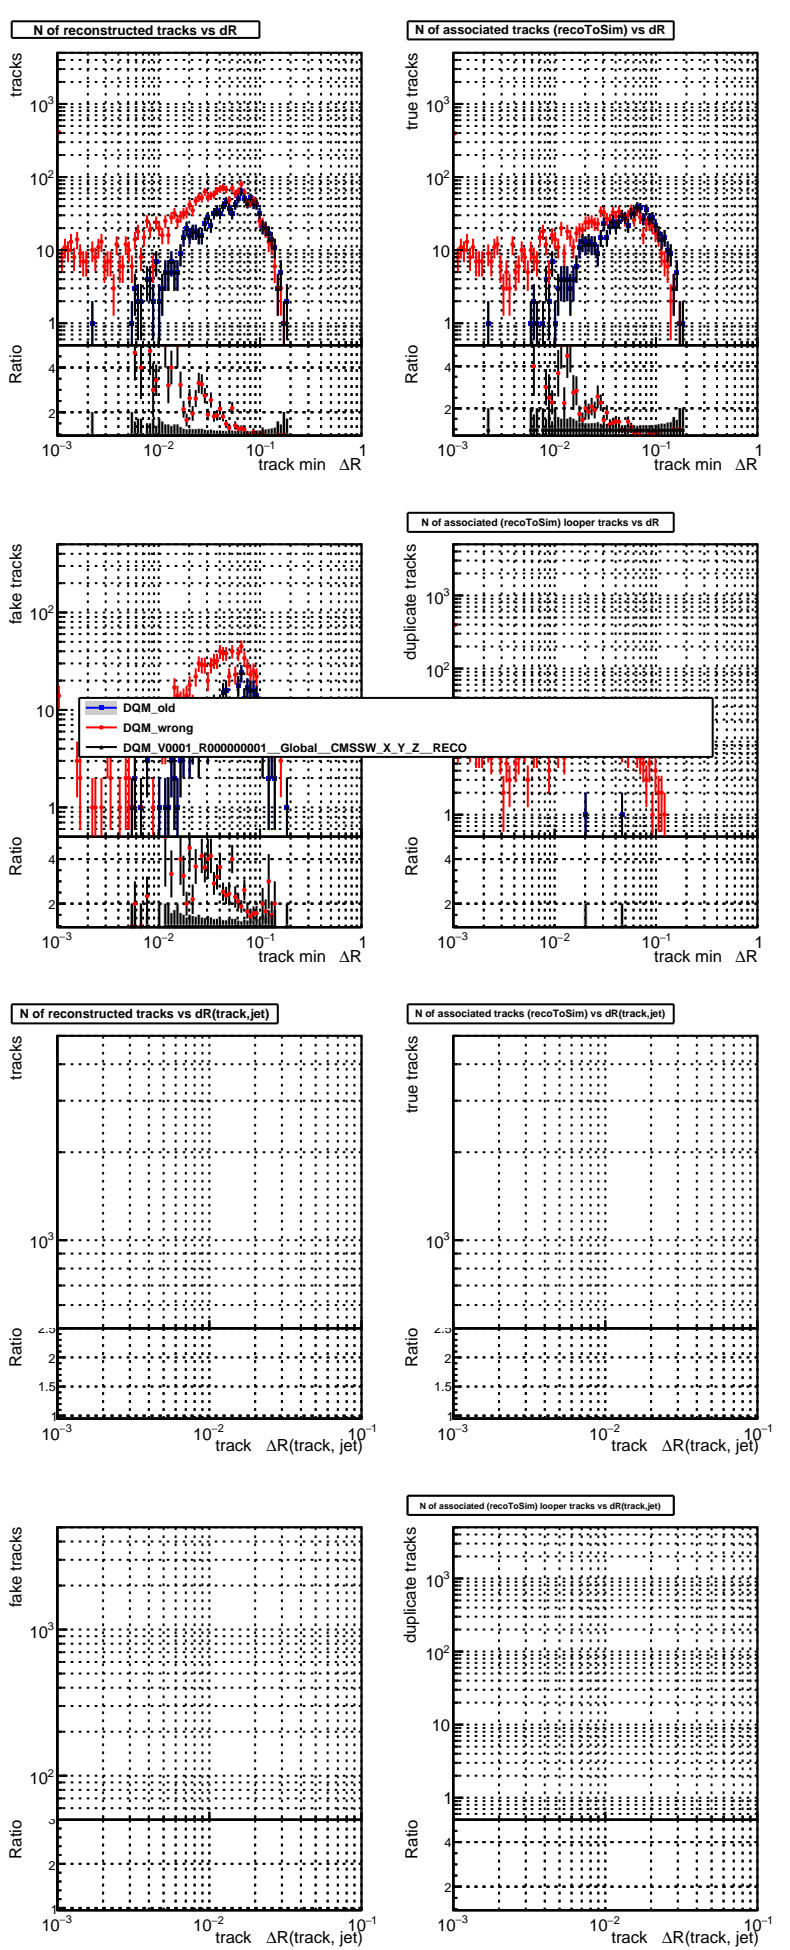 N of reconstructed tracks vs dR
tracks
10³
10²
10
1
Ratio
4
2
10⁻³
10⁻²
10⁻¹
1
track min ΔR
N of associated tracks (recoToSim) vs dR
true tracks
10³
10²
10
1
Ratio
4
2
10⁻³
10⁻²
10⁻¹
1
track min ΔR
fake tracks
10²
10
1
Ratio
4
2
10⁻³
10⁻²
10⁻¹
1
track min ΔR
N of associated (recoToSim) looper tracks vs dR
duplicate tracks
10³
10²
1
Ratio
4
2
10⁻³
10⁻²
10⁻¹
1
track min ΔR
DQM_old
DQM_wrong
DQM_V0001_R000000001__Global__CMSSW_X_Y_Z__RECO
N of reconstructed tracks vs dR(track,jet)
tracks
10³
Ratio
2.5
2
1.5
1
10⁻³
10⁻²
10⁻¹
track ΔR(track, jet)
N of associated tracks (recoToSim) vs dR(track,jet)
true tracks
10³
Ratio
2.5
2
1.5
1
10⁻³
10⁻²
10⁻¹
track ΔR(track, jet)
fake tracks
10³
10²
Ratio
3
2
1
10⁻³
10⁻²
10⁻¹
track ΔR(track, jet)
N of associated (recoToSim) looper tracks vs dR(track,jet)
duplicate tracks
10³
10²
10
1
Ratio
4
2
10⁻³
10⁻²
10⁻¹
track ΔR(track, jet)